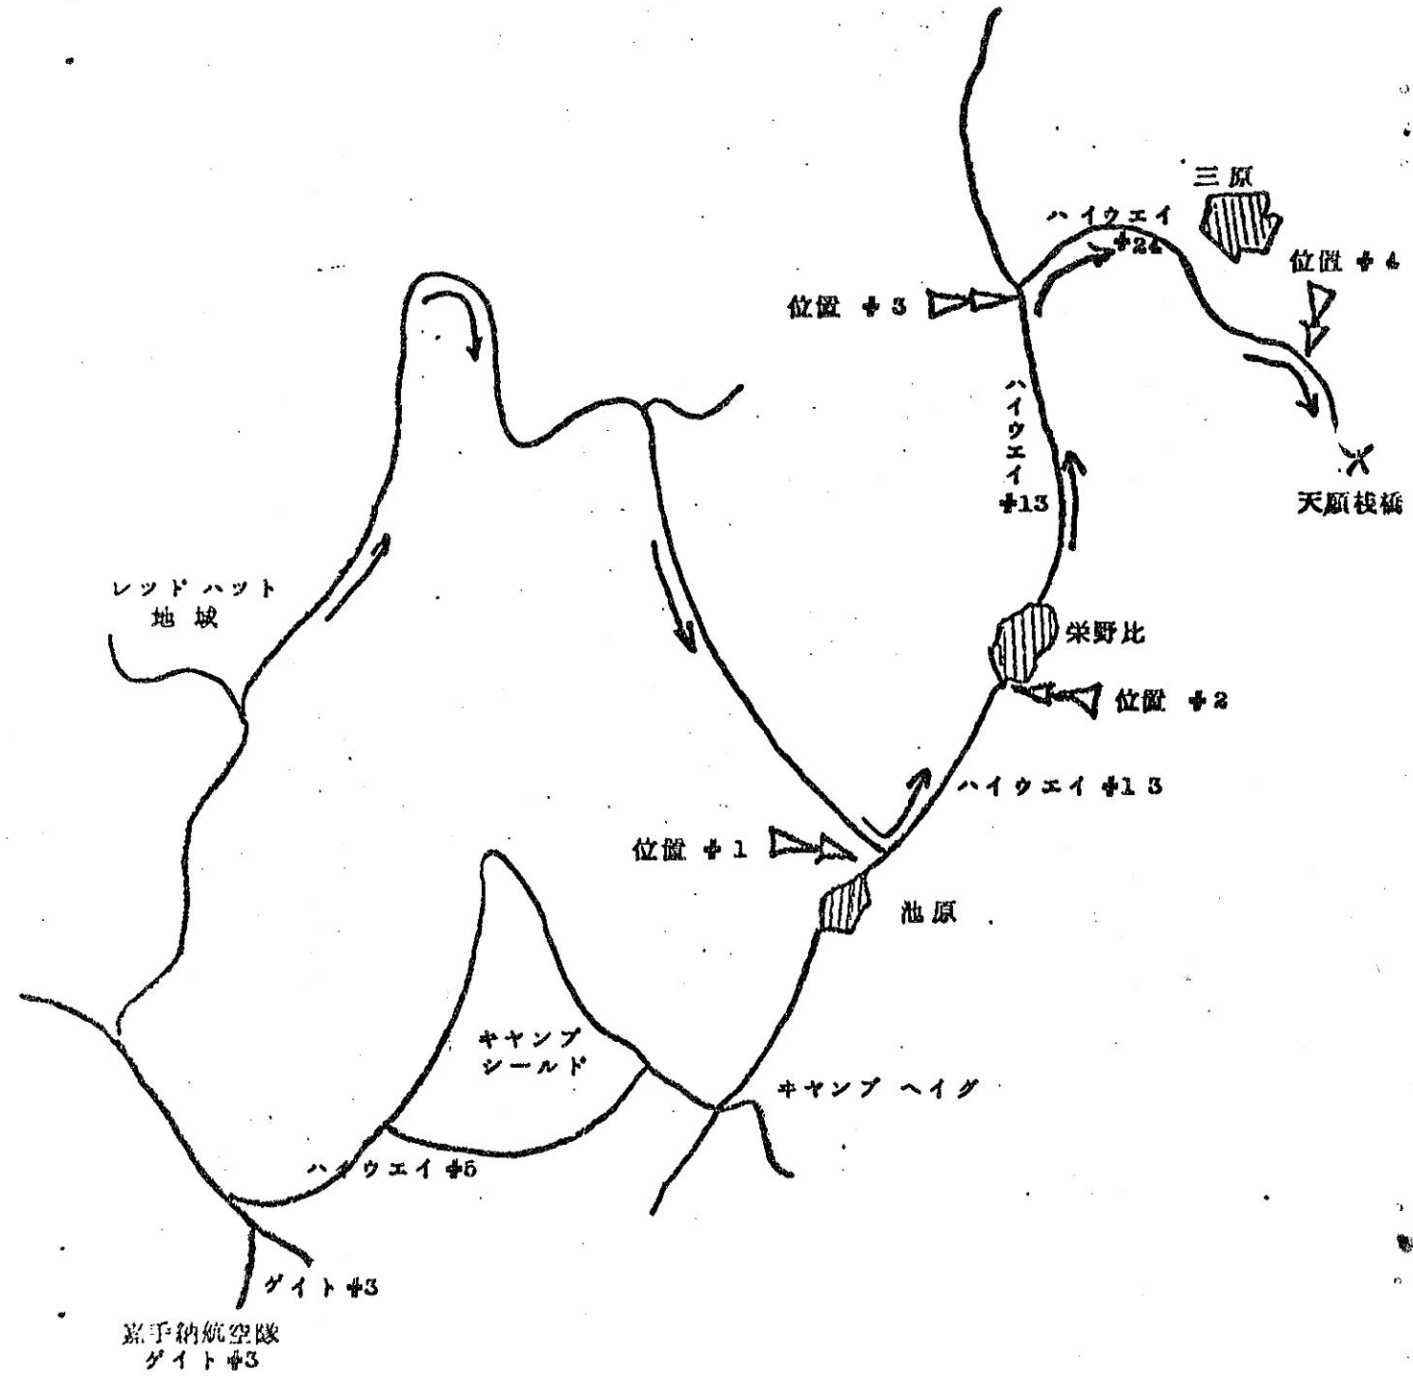 三原
ハイウエイ
#24
位置 #4
位置 #3
ハイウエイ
#13
天願桟橋
レッド ハット
地域
栄野比
位置 #2
ハイウエイ #13
位置 #1
池原
キヤンプ
シールド
キヤンプ ヘイグ
ハイウエイ #5
ゲイト #3
嘉手納航空隊
ゲイト #3